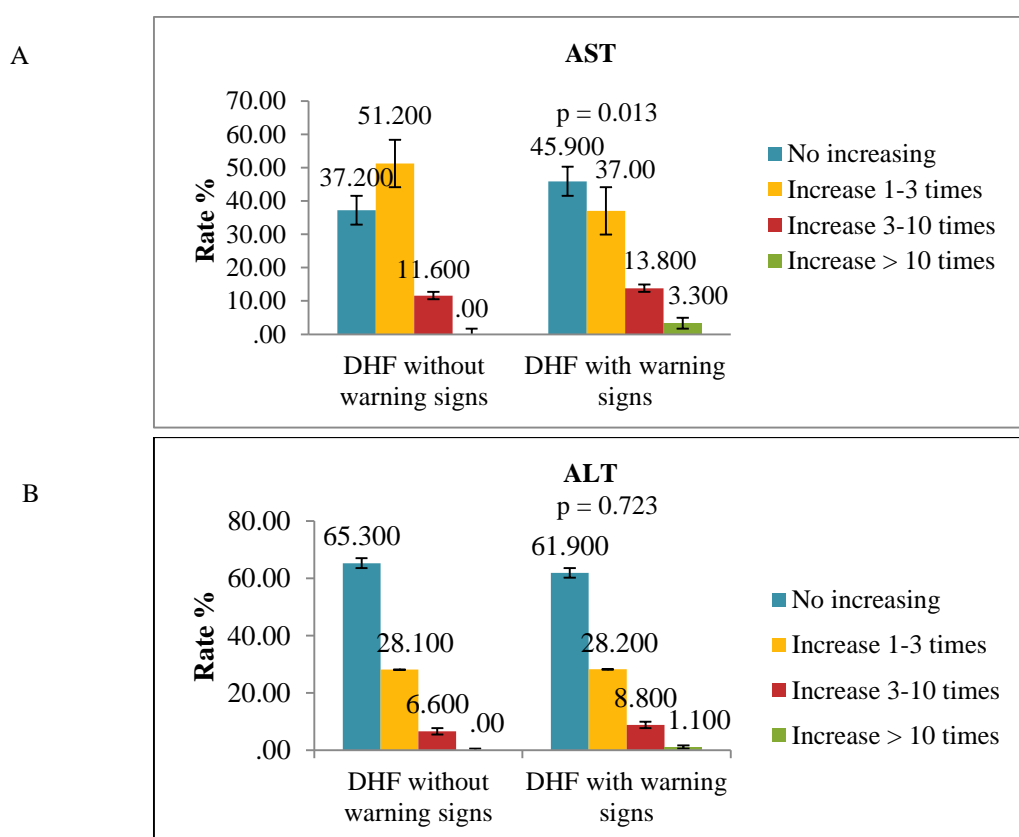 A
AST
p = 0.013
Rate %
70.00
60.00
50.00
40.00
30.00
20.00
10.00
.00
37.200
51.200
11.600
.00
45.900
37.00
13.800
3.300
DHF without
warning signs
DHF with warning
signs
No increasing
Increase 1-3 times
Increase 3-10 times
Increase > 10 times
B
ALT
p = 0.723
Rate %
80.00
60.00
40.00
20.00
.00
65.300
28.100
6.600
.00
61.900
28.200
8.800
1.100
DHF without
warning signs
DHF with warning
signs
No increasing
Increase 1-3 times
Increase 3-10 times
Increase > 10 times